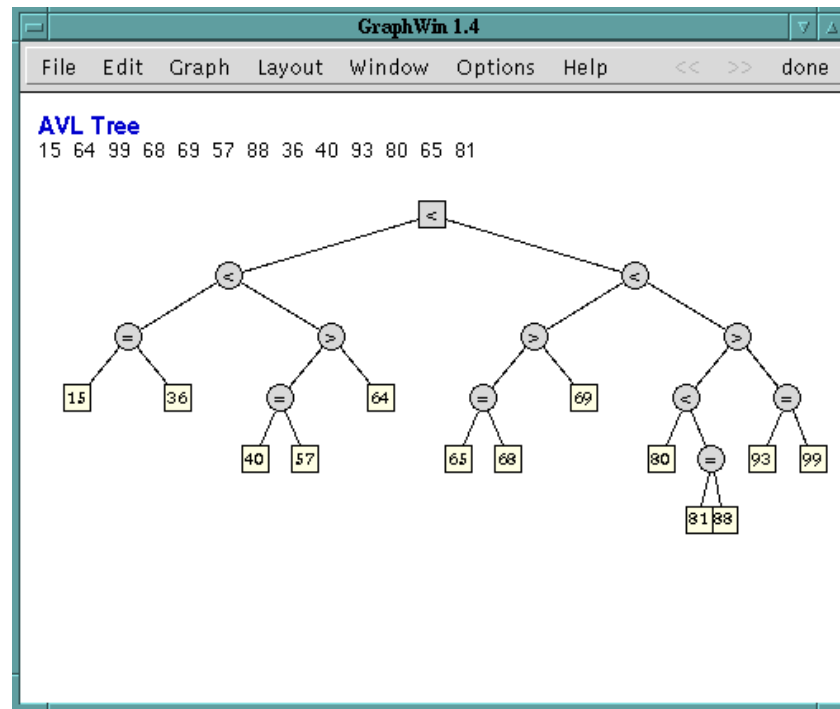 GraphWin 1.4
File Edit Graph Layout Window Options Help << >> done
AVL Tree
15 64 99 68 69 57 88 36 40 93 80 65 81
<
< <
= > > >
15 36 = 64 = 69 < =
40 57 65 68 80 = 93 99
81 88